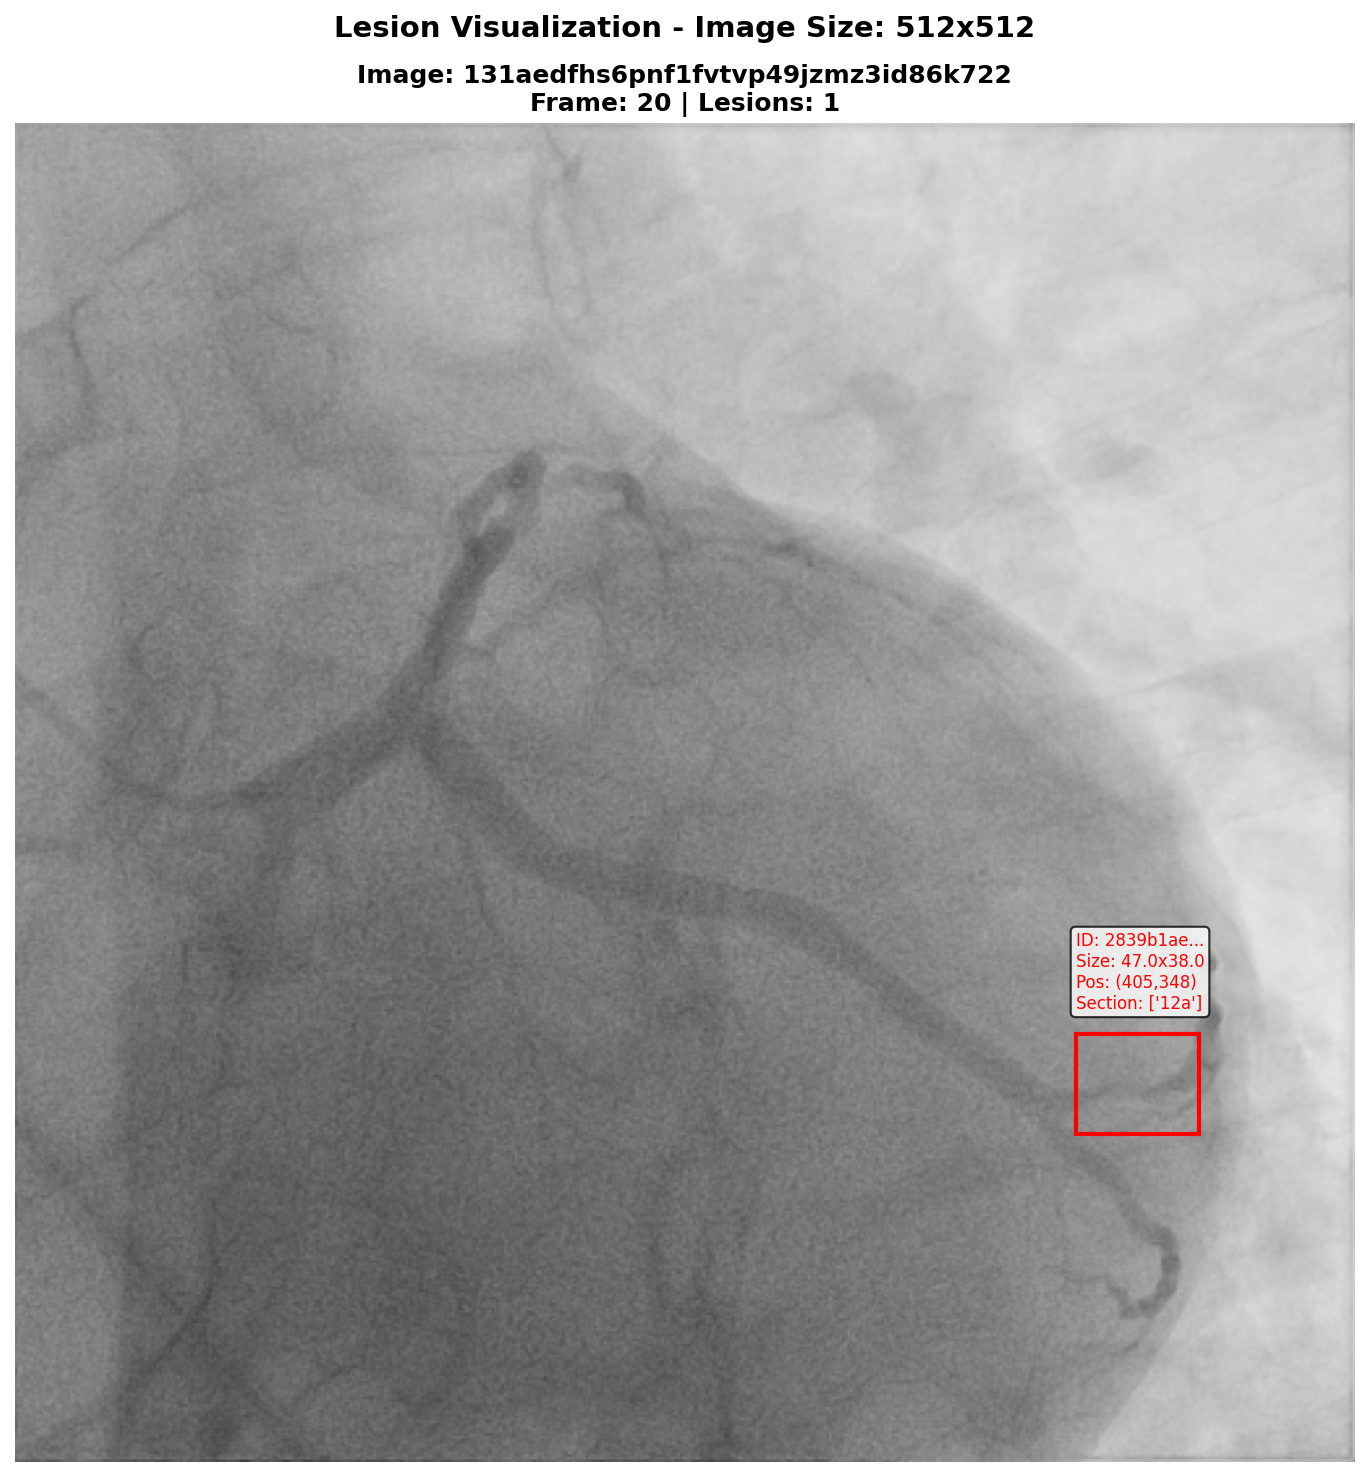 Lesion Visualization - Image Size: 512x512
Image: 131aedfhs6pnf1fvtvp49jzmz3id86k722
Frame: 20 | Lesions: 1
ID: 2839b1ae...
Size: 47.0x38.0
Pos: (405,348)
Section: ['12a']